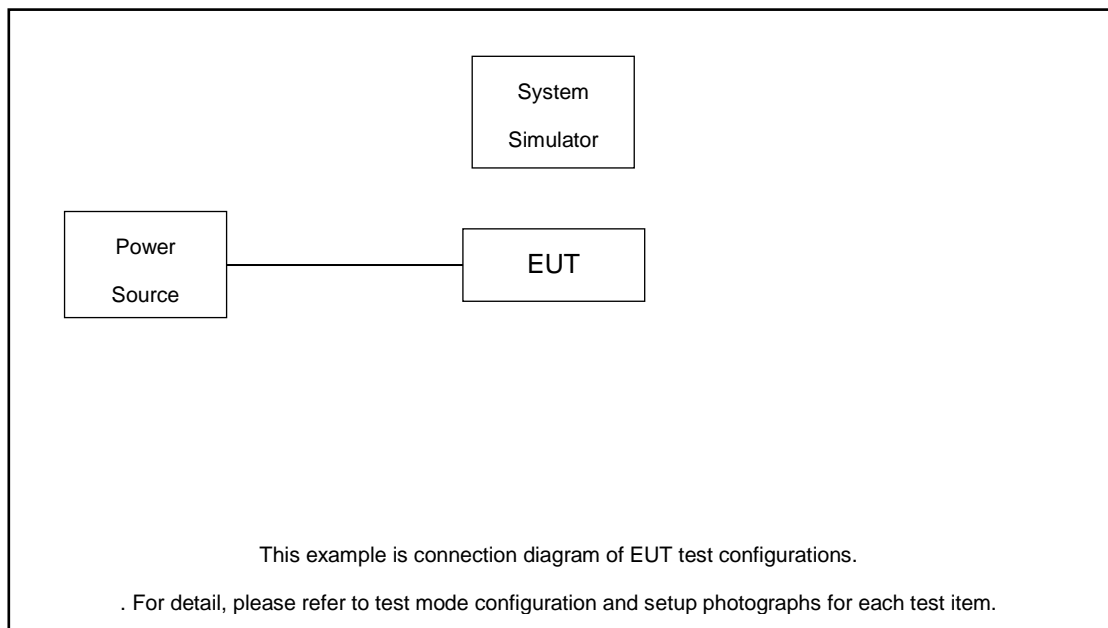 System
Simulator
Power
Source
EUT
This example is connection diagram of EUT test configurations.
. For detail, please refer to test mode configuration and setup photographs for each test item.